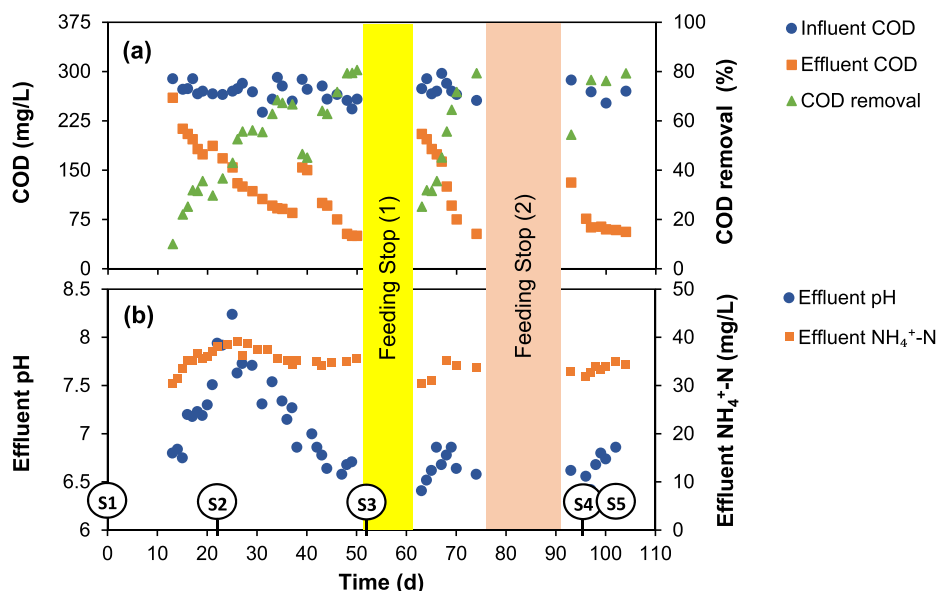 (a)
COD (mg/L)
375
300
225
150
75
0
100
80
60
40
20
0
COD removal (%)
Influent COD
Effluent COD
COD removal
Feeding Stop (1)
Feeding Stop (2)
(b)
Effluent pH
8.5
8
7.5
7
6.5
6
50
40
30
20
10
0
Effluent NH₄⁺-N (mg/L)
Effluent pH
Effluent NH₄⁺-N
S1
S2
S3
S4
S5
0 10 20 30 40 50 60 70 80 90 100 110
Time (d)